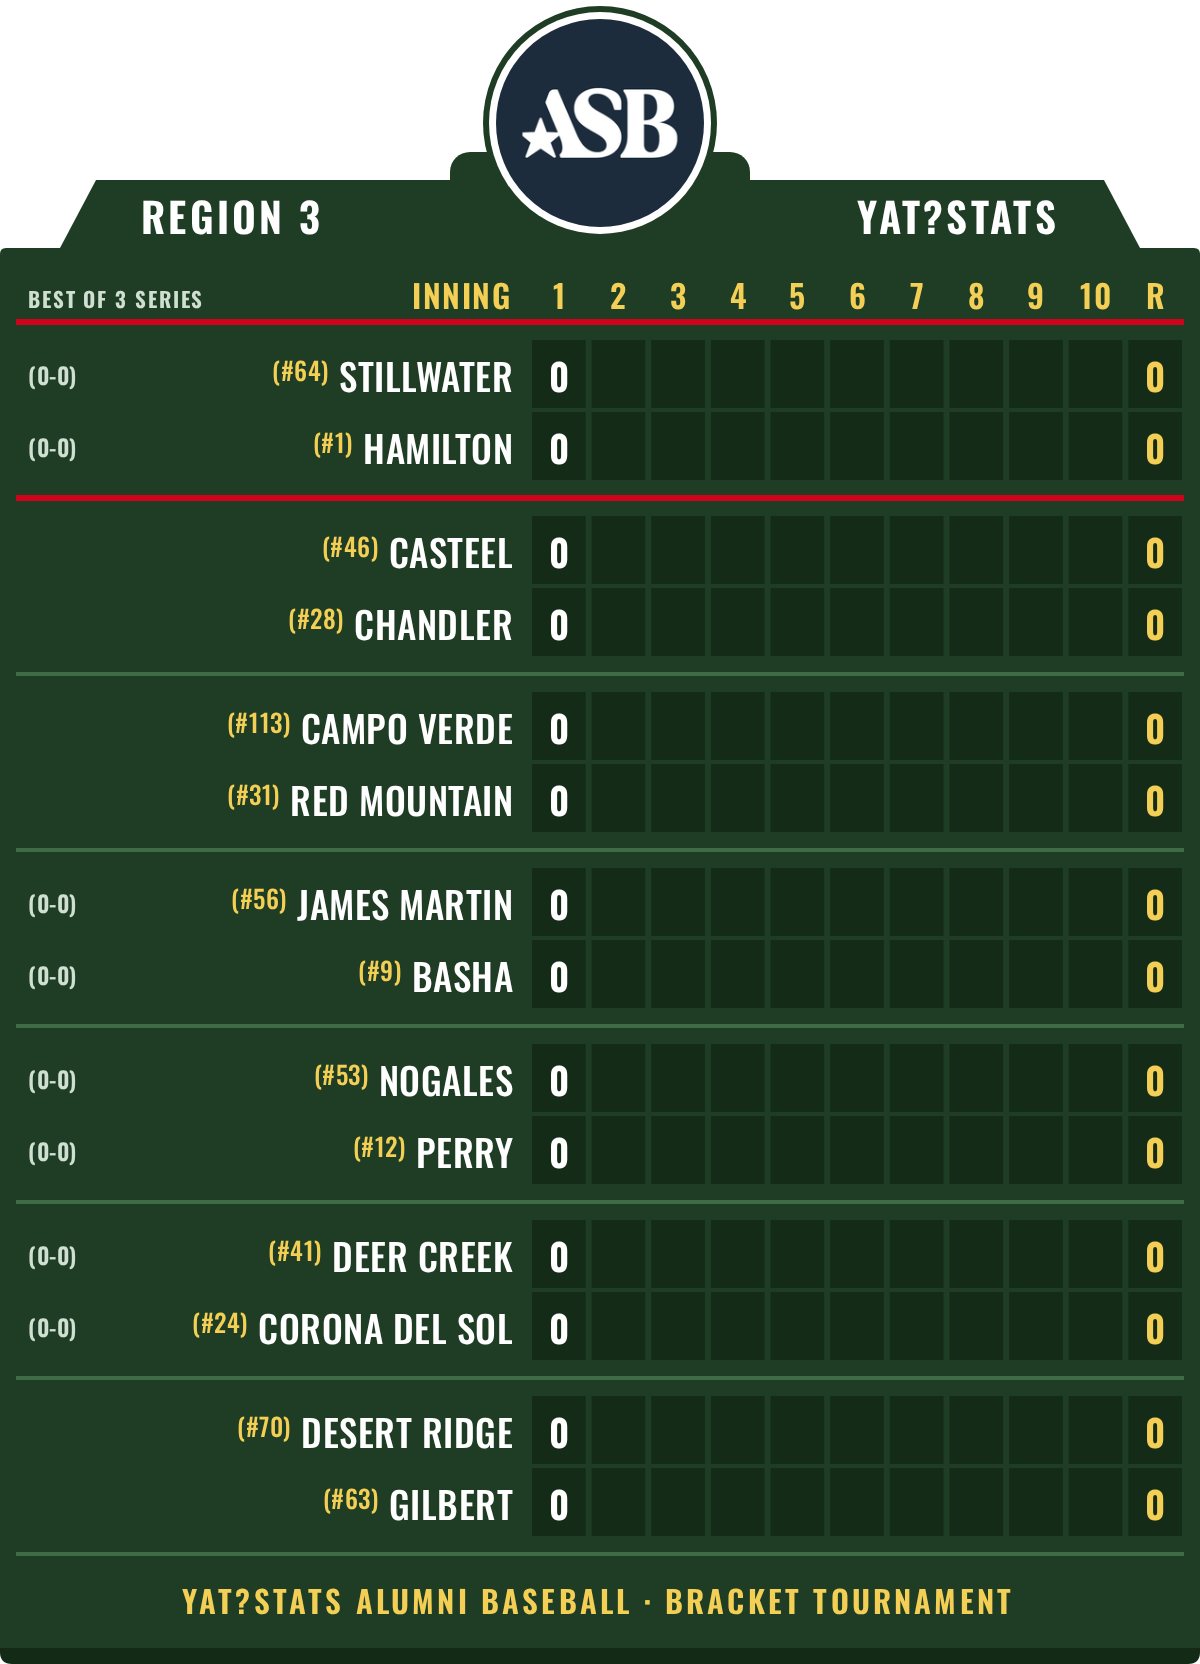 ASB
REGION 3 YAT?STATS
BEST OF 3 SERIES INNING 1 2 3 4 5 6 7 8 9 10 R
(0-0) (#64) STILLWATER 0 0
(0-0) (#1) HAMILTON 0 0
(#46) CASTEEL 0 0
(#28) CHANDLER 0 0
(#113) CAMPO VERDE 0 0
(#31) RED MOUNTAIN 0 0
(0-0) (#56) JAMES MARTIN 0 0
(0-0) (#9) BASHA 0 0
(0-0) (#53) NOGALES 0 0
(0-0) (#12) PERRY 0 0
(0-0) (#41) DEER CREEK 0 0
(0-0) (#24) CORONA DEL SOL 0 0
(#70) DESERT RIDGE 0 0
(#63) GILBERT 0 0
YAT?STATS ALUMNI BASEBALL · BRACKET TOURNAMENT